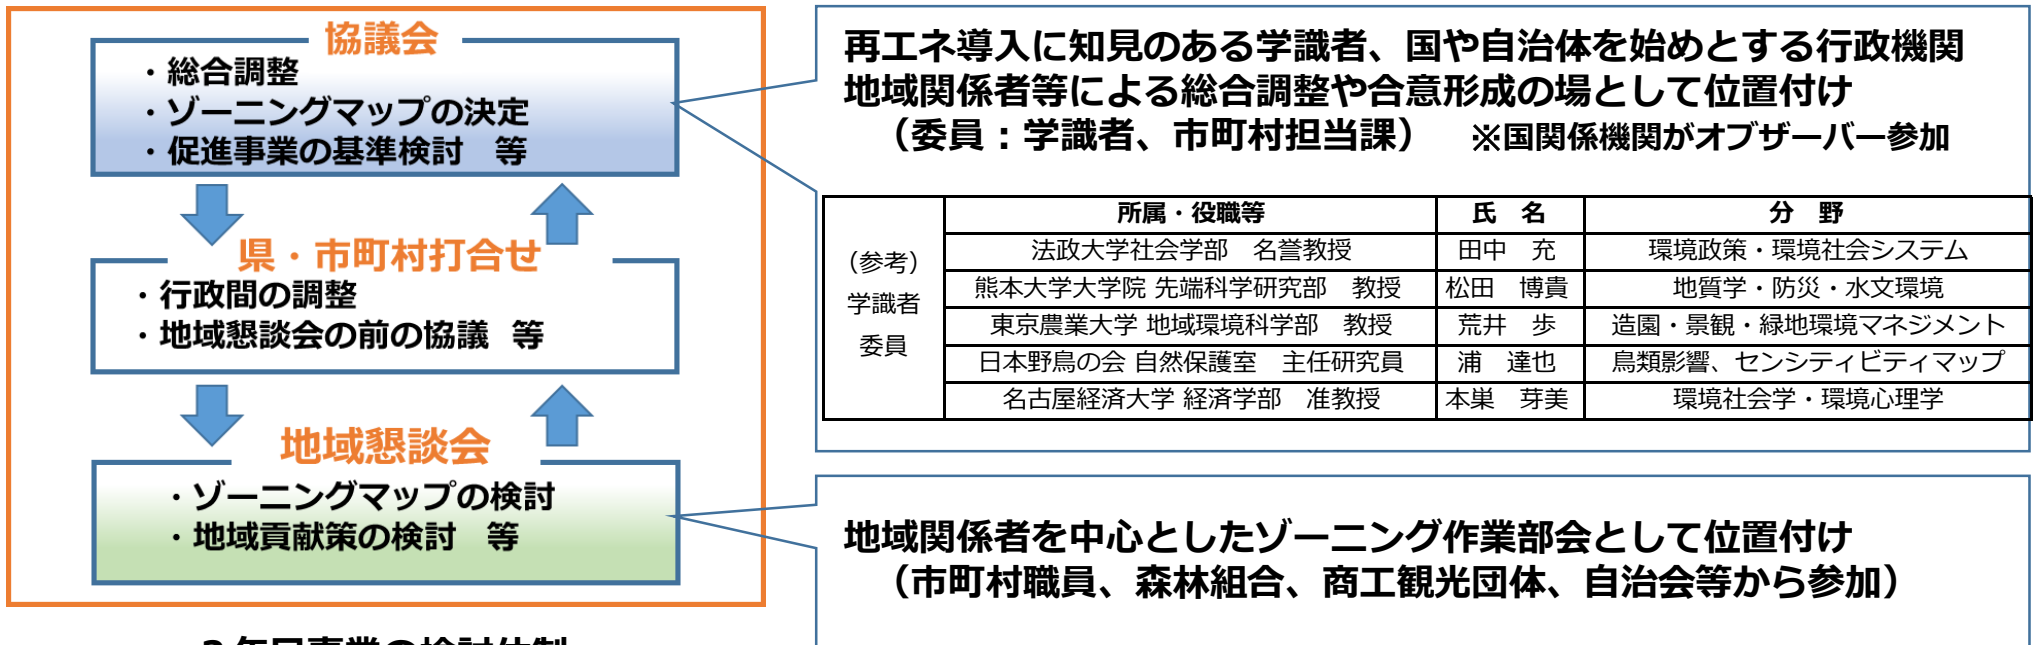 協議会
・総合調整
・ゾーニングマップの決定
・促進事業の基準検討　等
県・市町村打合せ
・行政間の調整
・地域懇談会の前の協議　等
地域懇談会
・ゾーニングマップの検討
・地域貢献策の検討　等
再エネ導入に知見のある学識者、国や自治体を始めとする行政機関
地域関係者等による総合調整や合意形成の場として位置付け
（委員：学識者、市町村担当課）　※国関係機関がオブザーバー参加
（参考）
学識者
委員
所属・役職等　氏　名　分　野
法政大学社会学部　名誉教授　田中　充　環境政策・環境社会システム
熊本大学大学院 先端科学研究部　教授　松田　博貴　地質学・防災・水文環境
東京農業大学 地域環境科学部　教授　荒井　歩　造園・景観・緑地環境マネジメント
日本野鳥の会 自然保護室　主任研究員　浦　達也　鳥類影響、センシティビティマップ
名古屋経済大学 経済学部　准教授　本巣　芽美　環境社会学・環境心理学
地域関係者を中心としたゾーニング作業部会として位置付け
（市町村職員、森林組合、商工観光団体、自治会等から参加）
年目事業の検討体制